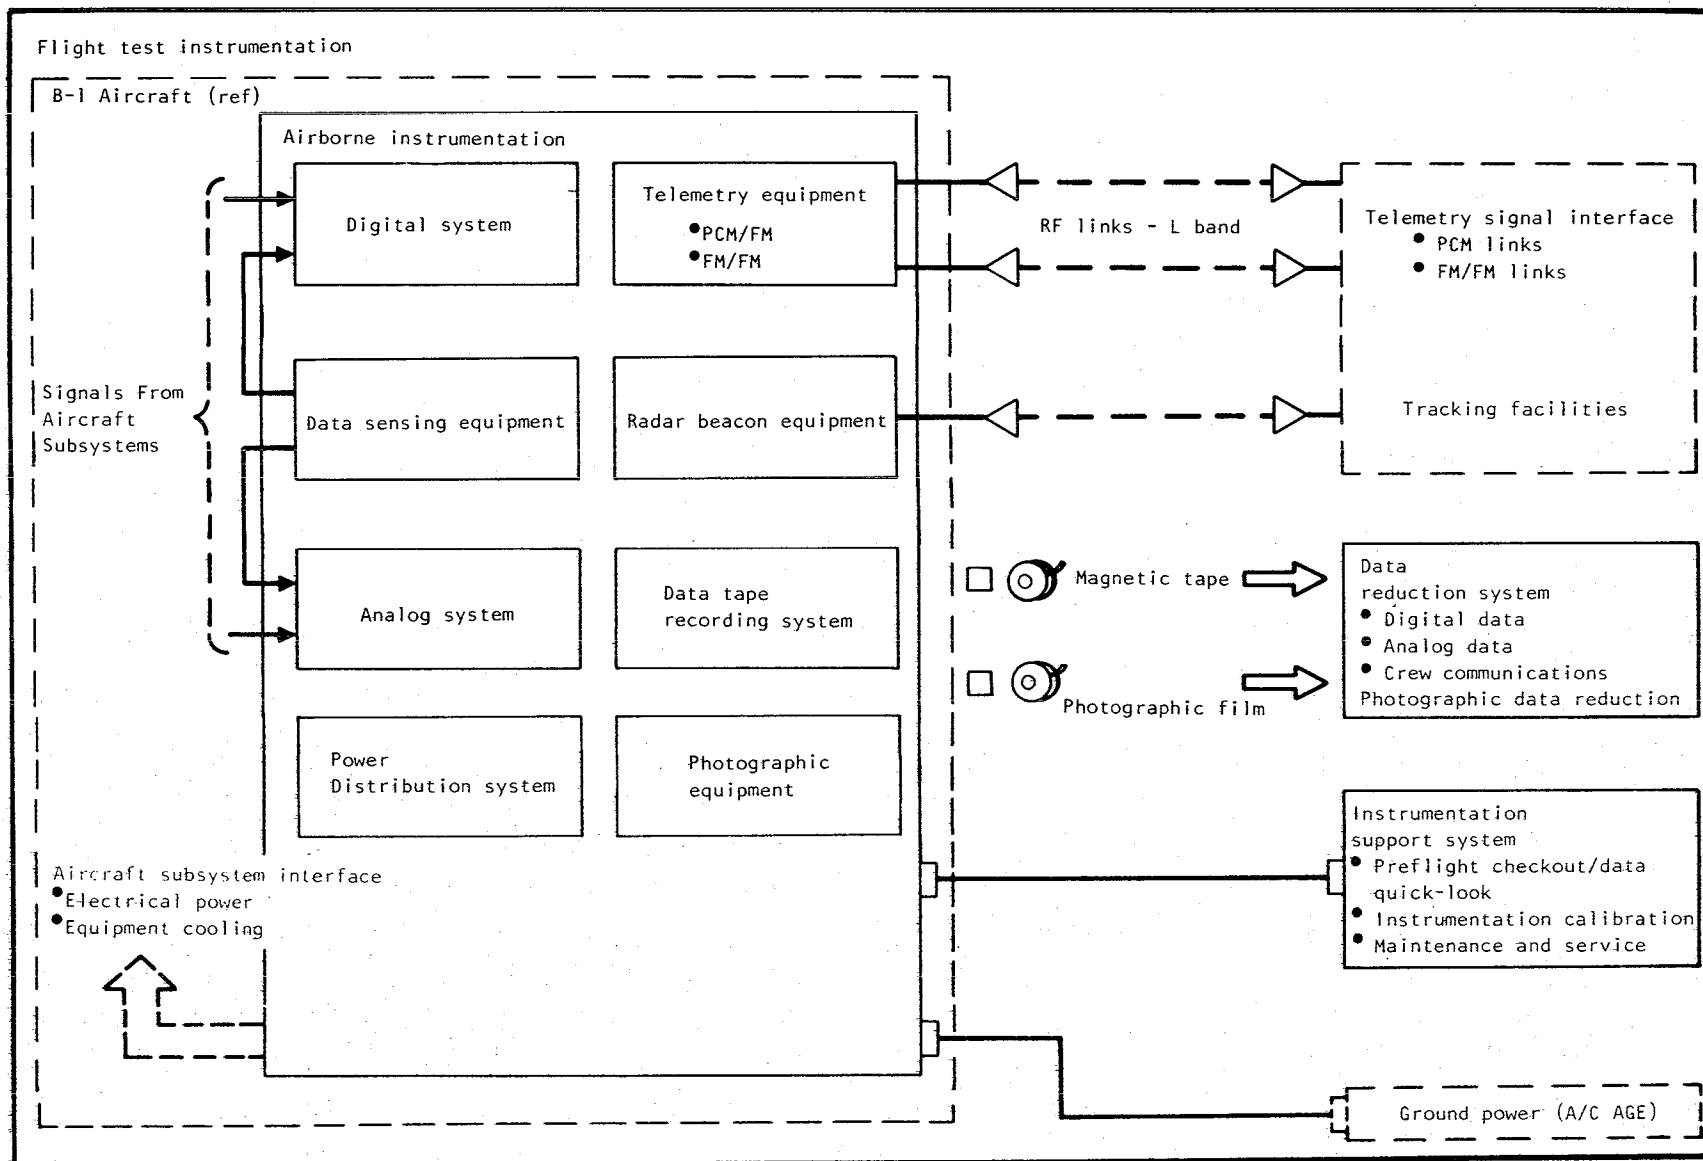 Flight test instrumentation
B-1 Aircraft (ref)
Airborne instrumentation
Digital system
Telemetry equipment
• PCM/FM
• FM/FM
RF links - L band
Telemetry signal interface
• PCM links
• FM/FM links
Signals From
Aircraft
Subsystems
Data sensing equipment
Radar beacon equipment
Tracking facilities
Analog system
Data tape
recording system
Magnetic tape
Photographic film
Data
reduction system
• Digital data
• Analog data
• Crew communications
Photographic data reduction
Power
Distribution system
Photographic
equipment
Instrumentation
support system
• Preflight checkout/data
quick-look
• Instrumentation calibration
• Maintenance and service
Aircraft subsystem interface
• Electrical power
• Equipment cooling
Ground power (A/C AGE)